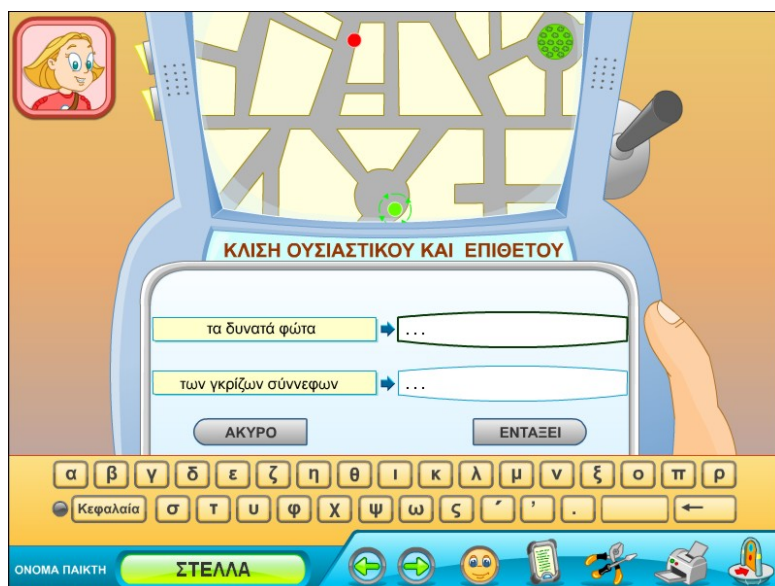 ΚΛΙΣΗ ΟΥΣΙΑΣΤΙΚΟΥ ΚΑΙ ΕΠΙΘΕΤΟΥ
τα δυνατά φώτα ...
των γκρίζων σύννεφων ...
ΑΚΥΡΟ ΕΝΤΑΞΕΙ
α β γ δ ε ζ η θ ι κ λ μ ν ξ ο π ρ
Κεφαλαία σ τ υ φ χ ψ ω ς ΄ ' . ←
ΟΝΟΜΑ ΠΑΙΚΤΗ ΣΤΕΛΛΑ